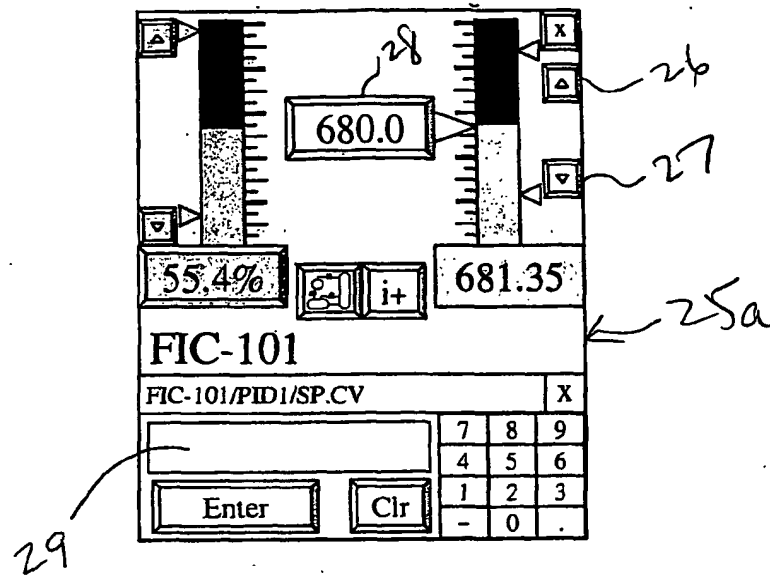 28
x
26
680.0
27
55.4%
i+
681.35
25a
FIC-101
FIC-101/PID1/SP.CV
X
7 8 9
4 5 6
1 2 3
- 0 .
Enter
Clr
29